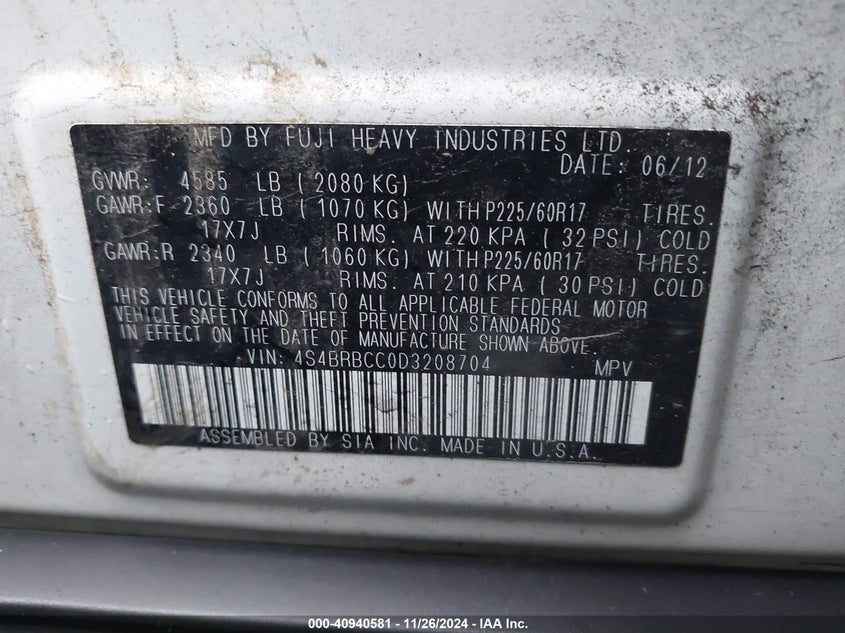 MFD BY FUJI HEAVY INDUSTRIES LTD.
DATE: 06/12
GVWR: 4585 LB ( 2080 KG)
GAWR:F 2360 LB ( 1070 KG) WITH P225/60R17 TIRES.
17X7J RIMS. AT 220 KPA ( 32 PSI) COLD
GAWR:R 2340 LB ( 1060 KG) WITH P225/60R17 TIRES.
17X7J RIMS. AT 210 KPA ( 30 PSI) COLD
THIS VEHICLE CONFORMS TO ALL APPLICABLE FEDERAL MOTOR
VEHICLE SAFETY AND THEFT PREVENTION STANDARDS
IN EFFECT ON THE DATE OF MANUFACTURE SHOWN ABOVE.
VIN: 4S4BRBCC0D3208704 MPV
ASSEMBLED BY SIA INC. MADE IN U.S.A.
000-40940581 - 11/26/2024 - IAA Inc.